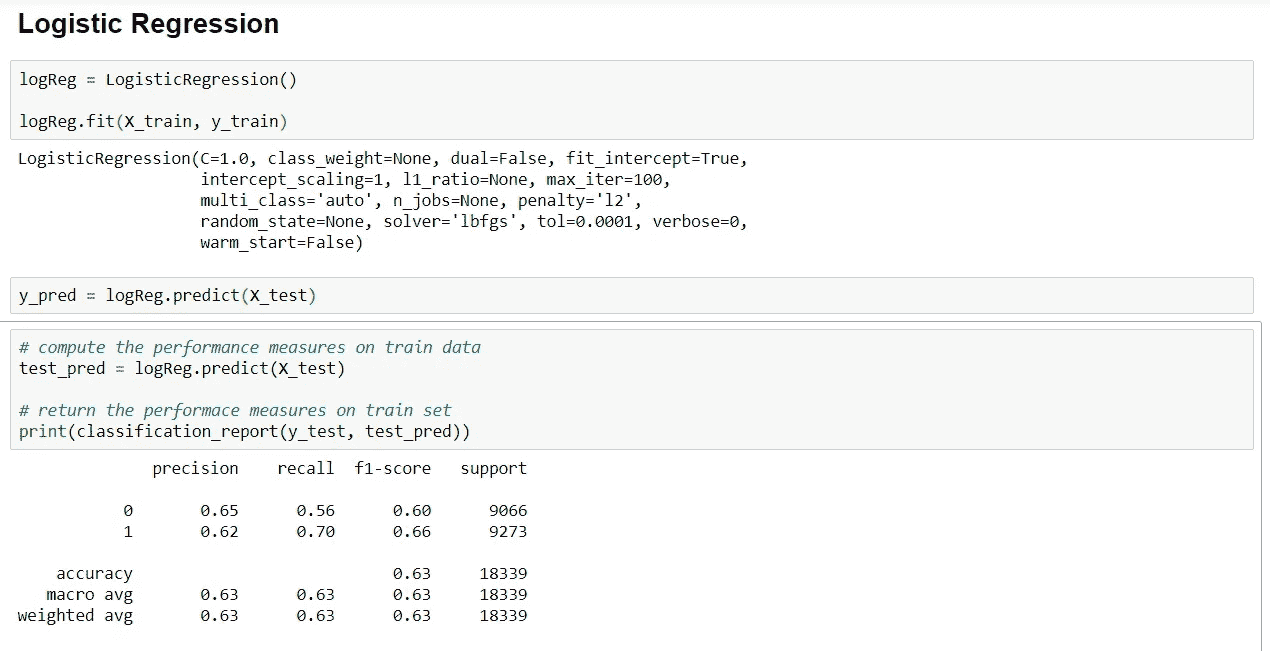 Logistic Regression
logReg = LogisticRegression()
logReg.fit(X_train, y_train)
LogisticRegression(C=1.0, class_weight=None, dual=False, fit_intercept=True,
intercept_scaling=1, l1_ratio=None, max_iter=100,
multi_class='auto', n_jobs=None, penalty='l2',
random_state=None, solver='lbfgs', tol=0.0001, verbose=0,
warm_start=False)
y_pred = logReg.predict(X_test)
# compute the performance measures on train data
test_pred = logReg.predict(X_test)
# return the performace measures on train set
print(classification_report(y_test, test_pred))
precision recall f1-score support
0 0.65 0.56 0.60 9066
1 0.62 0.70 0.66 9273
accuracy 0.63 18339
macro avg 0.63 0.63 0.63 18339
weighted avg 0.63 0.63 0.63 18339